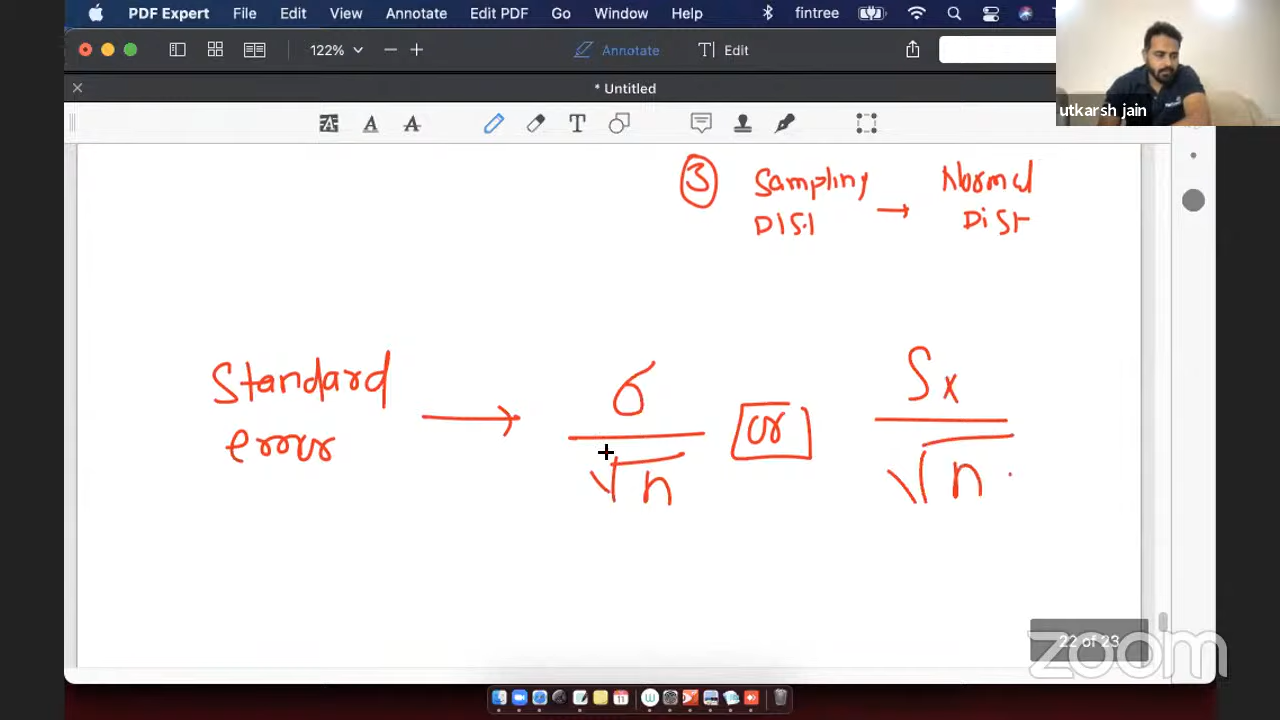 PDF Expert File Edit View Annotate Edit PDF Go Window Help fintree
122% Annotate T Edit
* Untitled
utkarsh jain
3 Sampling Dist → Normal Dist
Standard error → σ/√n or Sx/√n
22 of 23
zoom